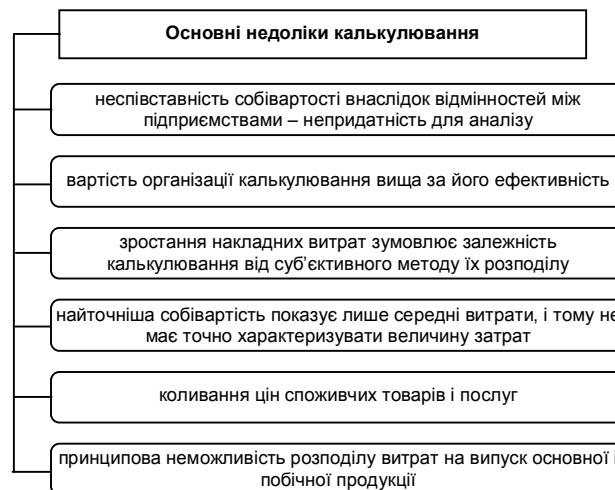 Основні недоліки калькулювання
неспівставність собівартості внаслідок відмінностей між
підприємствами – непридатність для аналізу
вартість організації калькулювання вища за його ефективність
зростання накладних витрат зумовлює залежність
калькулювання від суб’єктивного методу їх розподілу
найточніша собівартість показує лише середні витрати, і тому не
має точно характеризувати величину затрат
коливання цін споживчих товарів і послуг
принципова неможливість розподілу витрат на випуск основної і
побічної продукції